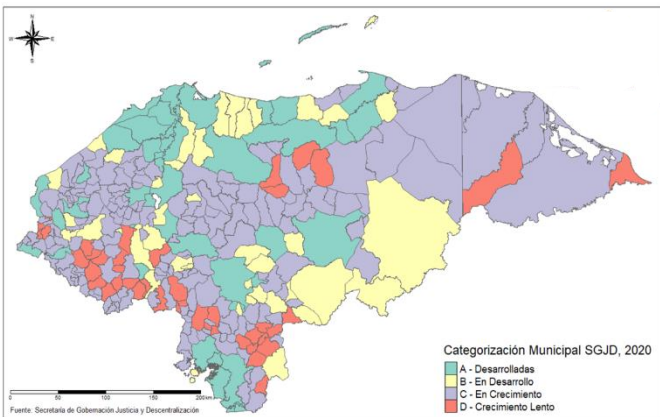 N
W E
S
Categorización Municipal SGJD, 2020
A - Desarrolladas
B - En Desarrollo
C - En Crecimiento
D - Crecimiento Lento
0 50 100 200 km
Fuente: Secretaría de Gobernación Justicia y Descentralización